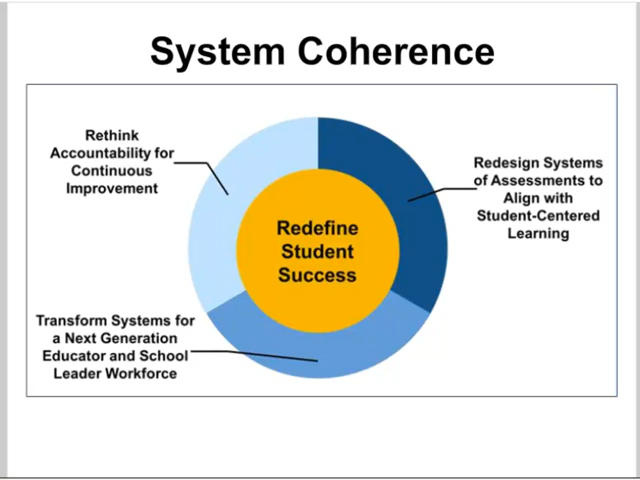 System Coherence
Rethink
Accountability for
Continuous
Improvement
Redesign Systems
of Assessments to
Align with
Student-Centered
Learning
Redefine
Student
Success
Transform Systems for
a Next Generation
Educator and School
Leader Workforce